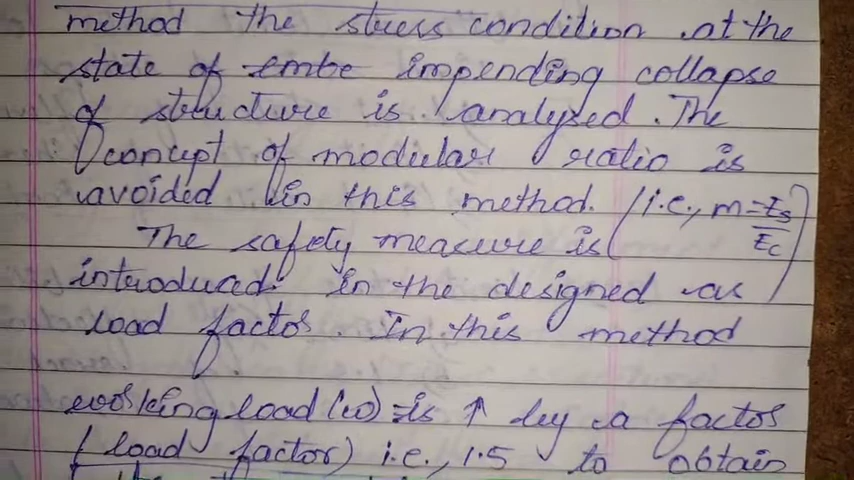 method the stress condition at the
state of embe impending collapse
of structure is analysed. The
concept of modular ratio is
avoided in this method. (i.e., m = Es/Ec)
The safety measure is
introduced in the designed as
load factor. In this method
working load (w) is ↑ by a factor
(load factor) i.e., 1.5 to obtain